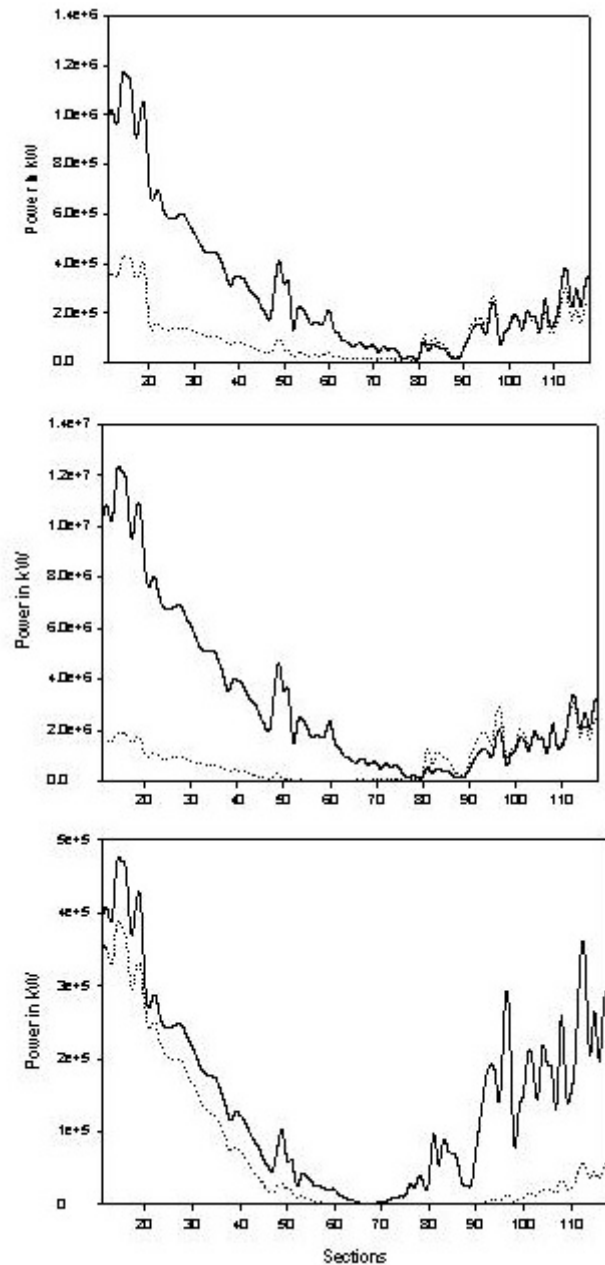 1.4e+6
1.2e+6
1.0e+6
8.0e+5
6.0e+5
4.0e+5
2.0e+5
0.0
Power in kW
20 30 40 50 60 70 80 90 100 110
1.4e+7
1.2e+7
1.0e+7
8.0e+6
6.0e+6
4.0e+6
2.0e+6
0.0
Power in kW
20 30 40 50 60 70 80 90 100 110
5e+5
4e+5
3e+5
2e+5
1e+5
0
Power in kW
20 30 40 50 60 70 80 90 100 110
Sections